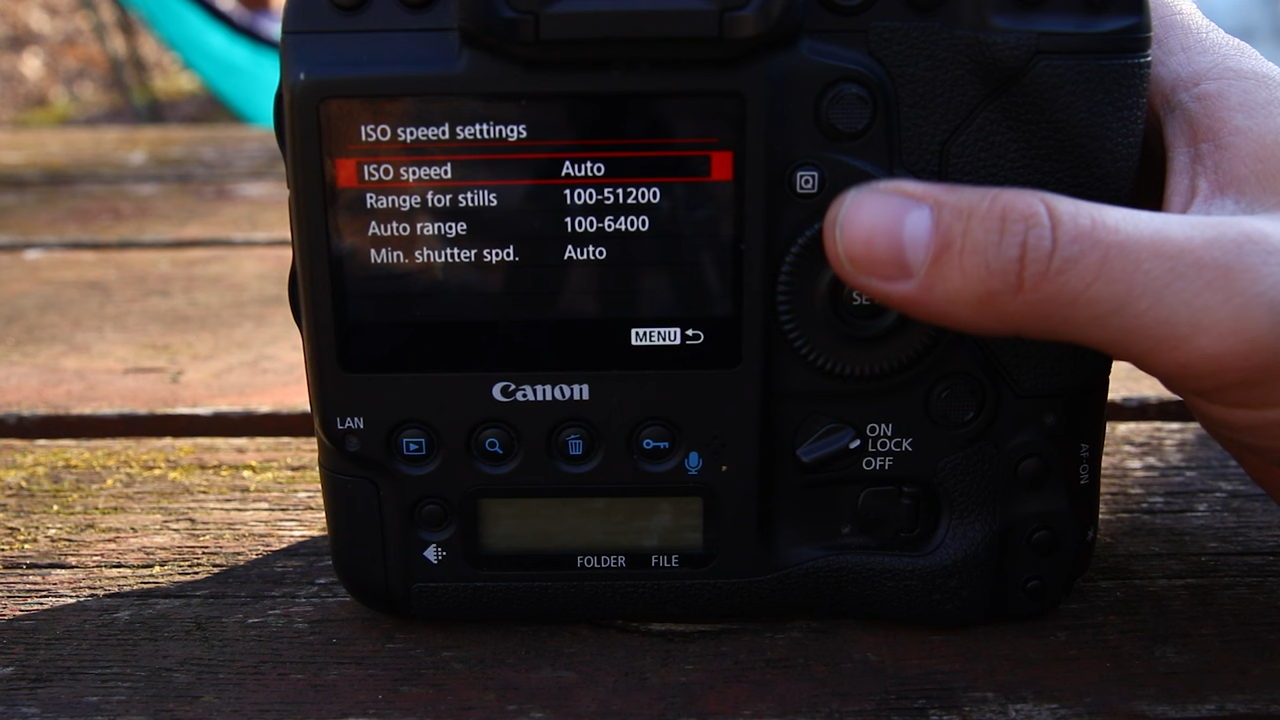 ISO speed settings
ISO speed Auto
Range for stills 100-51200
Auto range 100-6400
Min. shutter spd. Auto
MENU
Q
SE
Canon
LAN
ON
LOCK
OFF
AF-ON
FOLDER FILE